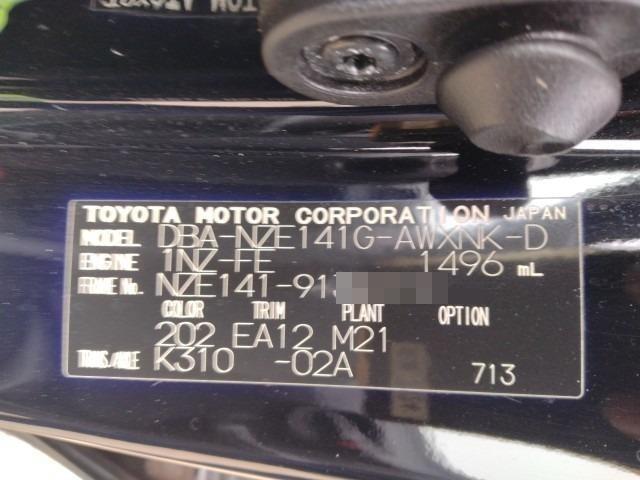 TOYOTA MOTOR CORPORATION JAPAN
MODEL DBA-NZE141G-AWXNK-D
ENGINE 1NZ-FE 1496 mL
FRAME No. NZE141-91
COLOR TRIM PLANT OPTION
202 EA12 M21
TRANS/AXLE K310 -02A
713